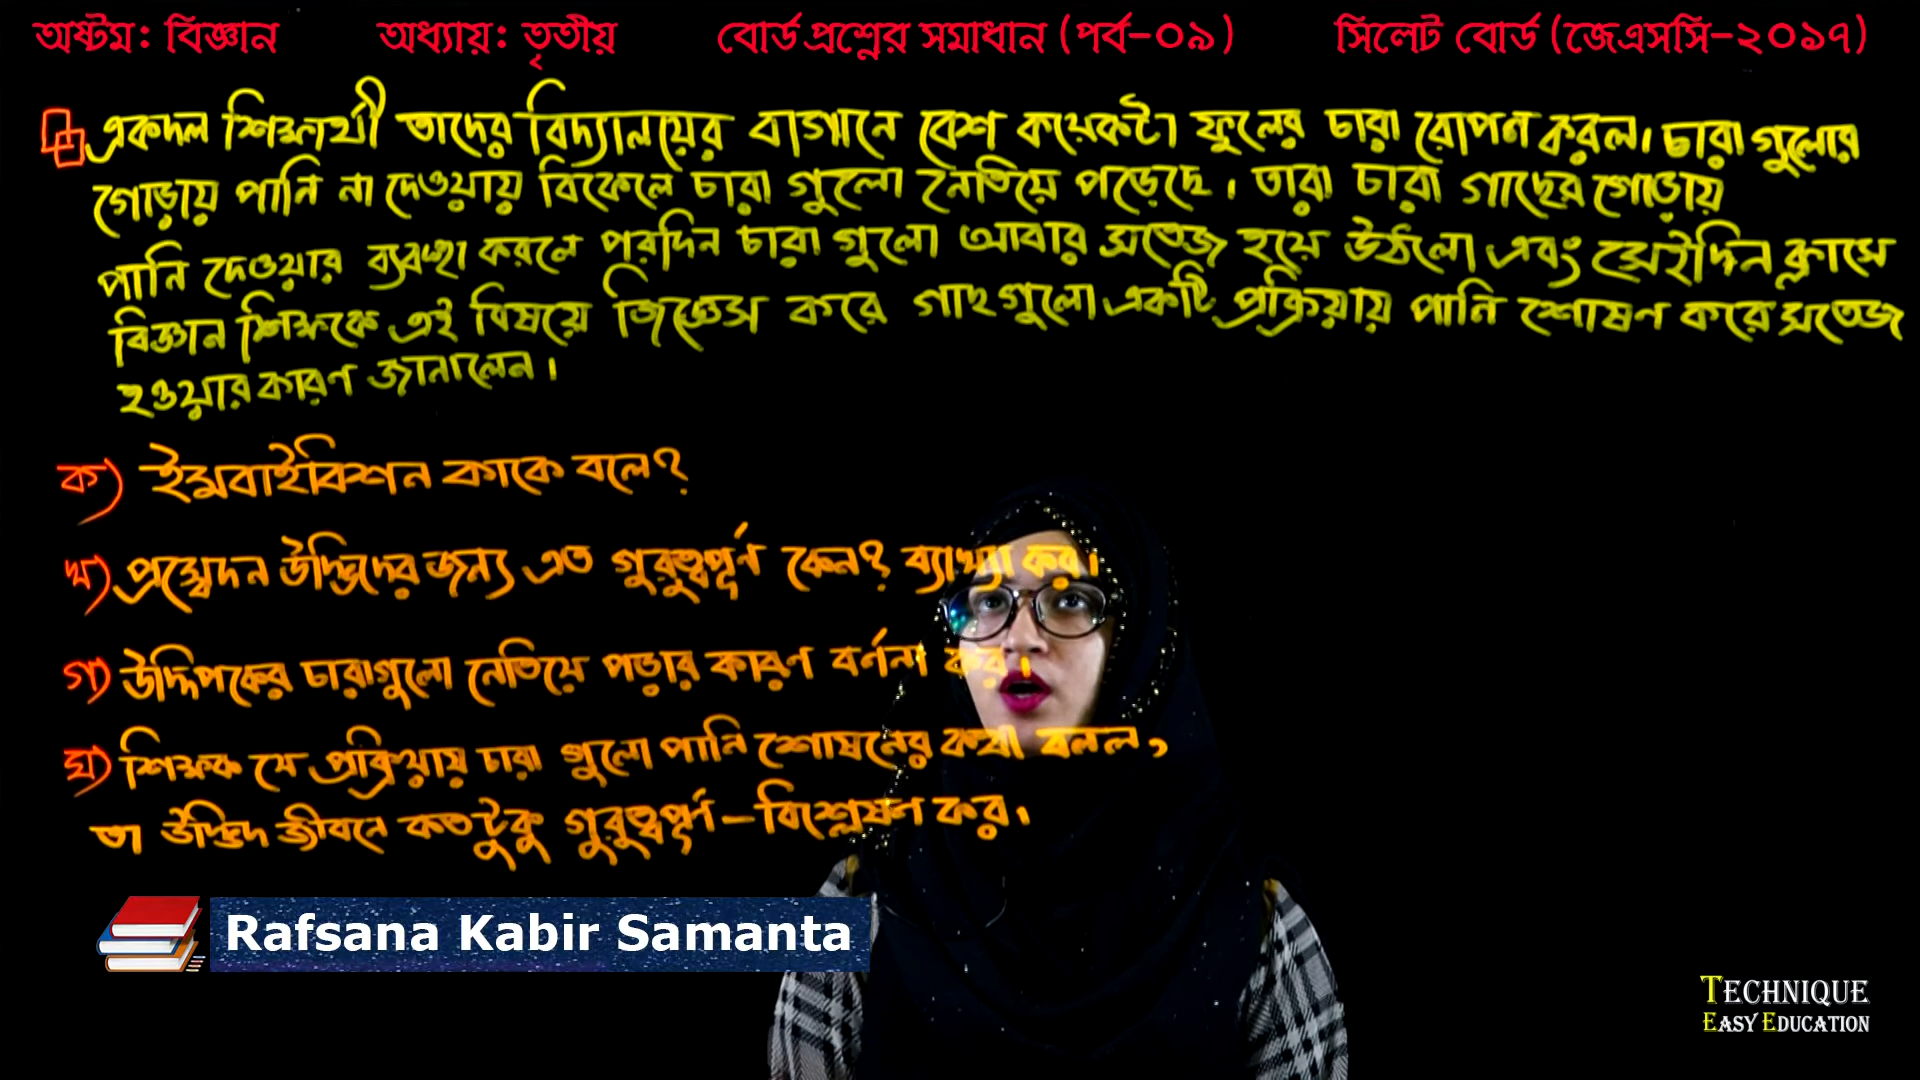 অষ্টম: বিজ্ঞান অধ্যায়: তৃতীয় বোর্ড প্রশ্নের সমাধান (পর্ব-০৯) সিলেট বোর্ড (জেএসসি-২০১৭)
একদল শিক্ষার্থী তাদের বিদ্যালয়ের বাগানে বেশ কয়েকটা ফুলের চারা রোপন করল। চারা গুলোর
গোড়ায় পানি না দেওয়ায় বিকেলে চারা গুলো নেতিয়ে পড়েছে। তারা চারা গাছের গোড়ায়
পানি দেওয়ার ব্যবস্থা করলে পরদিন চারা গুলো আবার সতেজ হয়ে উঠলো এবং সেইদিন ক্লাসে
বিজ্ঞান শিক্ষককে এই বিষয়ে জিজ্ঞেস করে গাছগুলো একটি প্রক্রিয়ায় পানি শোষণ করে সতেজ
হওয়ার কারণ জানালেন।
ক) ইমবাইবিশন কাকে বলে?
খ) প্রস্বেদন উদ্ভিদের জন্য এত গুরুত্বপূর্ণ কেন? ব্যাখ্যা কর।
গ) উদ্দিপকের চারাগুলো নেতিয়ে পড়ার কারণ বর্ণনা কর।
ঘ) শিক্ষক যে প্রক্রিয়ায় চারা গুলো পানি শোষনের কথা বলল,
তা উদ্ভিদ জীবনে কতটুকু গুরুত্বপূর্ণ - বিশ্লেষণ কর।
Rafsana Kabir Samanta
TECHNIQUE
EASY EDUCATION